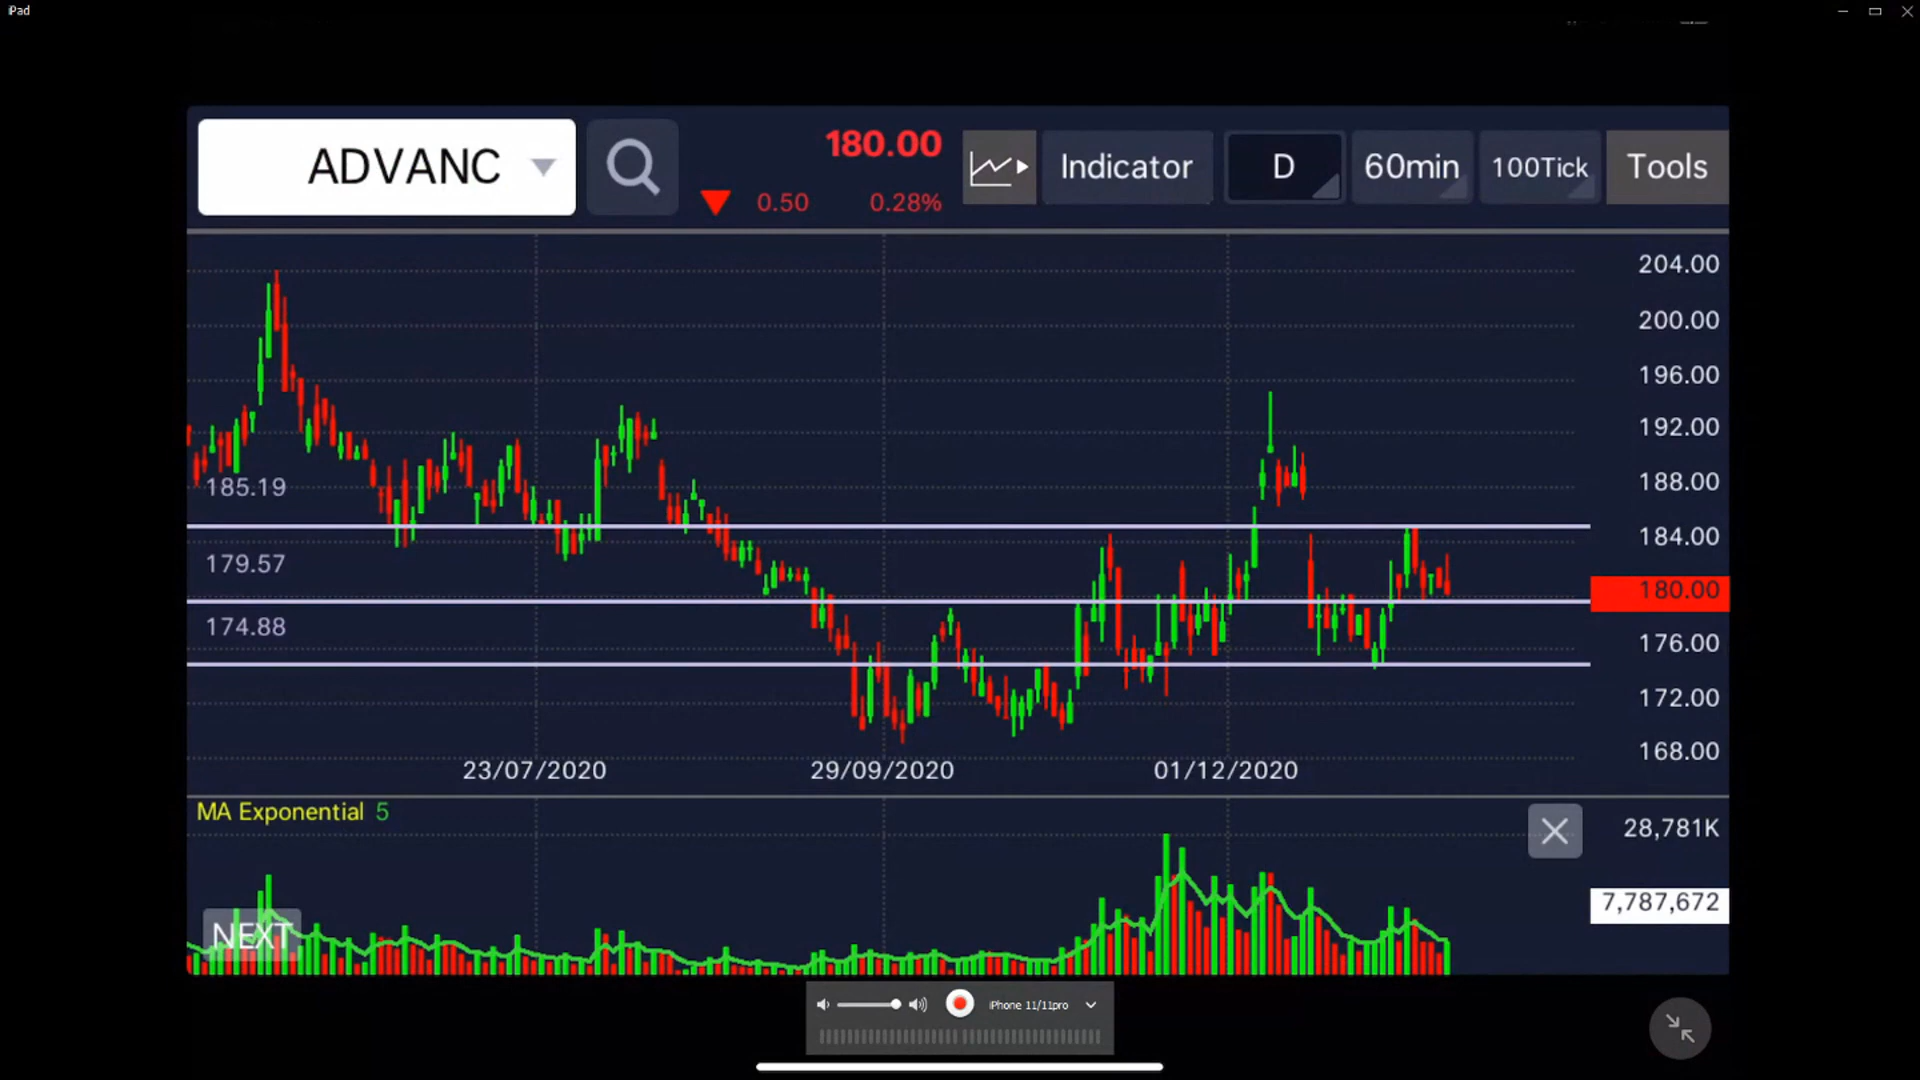 iPad
ADVANC
180.00
0.50 0.28%
Indicator
D
60min
100Tick
Tools
204.00
200.00
196.00
192.00
188.00
184.00
180.00
176.00
172.00
168.00
185.19
179.57
174.88
23/07/2020 29/09/2020 01/12/2020
MA Exponential 5
28,781K
7,787,672
NEXT
iPhone 11/11pro